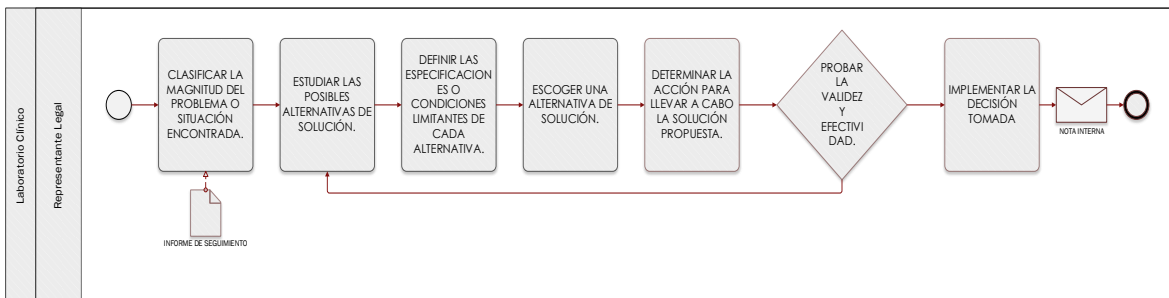 Laboratorio Clínico
Representante Legal
CLASIFICAR LA
MAGNITUD DEL
PROBLEMA O
SITUACIÓN
ENCONTRADA.
INFORME DE SEGUIMIENTO
ESTUDIAR LAS
POSIBLES
ALTERNATIVAS DE
SOLUCIÓN.
DEFINIR LAS
ESPECIFICACION
ES O
CONDICIONES
LIMITANTES DE
CADA
ALTERNATIVA.
ESCOGER UNA
ALTERNATIVA DE
SOLUCIÓN.
DETERMINAR LA
ACCIÓN PARA
LLEVAR A CABO
LA SOLUCIÓN
PROPUESTA.
PROBAR
LA
VALIDEZ
Y
EFECTIVI
DAD.
IMPLEMENTAR LA
DECISIÓN
TOMADA
NOTA INTERNA